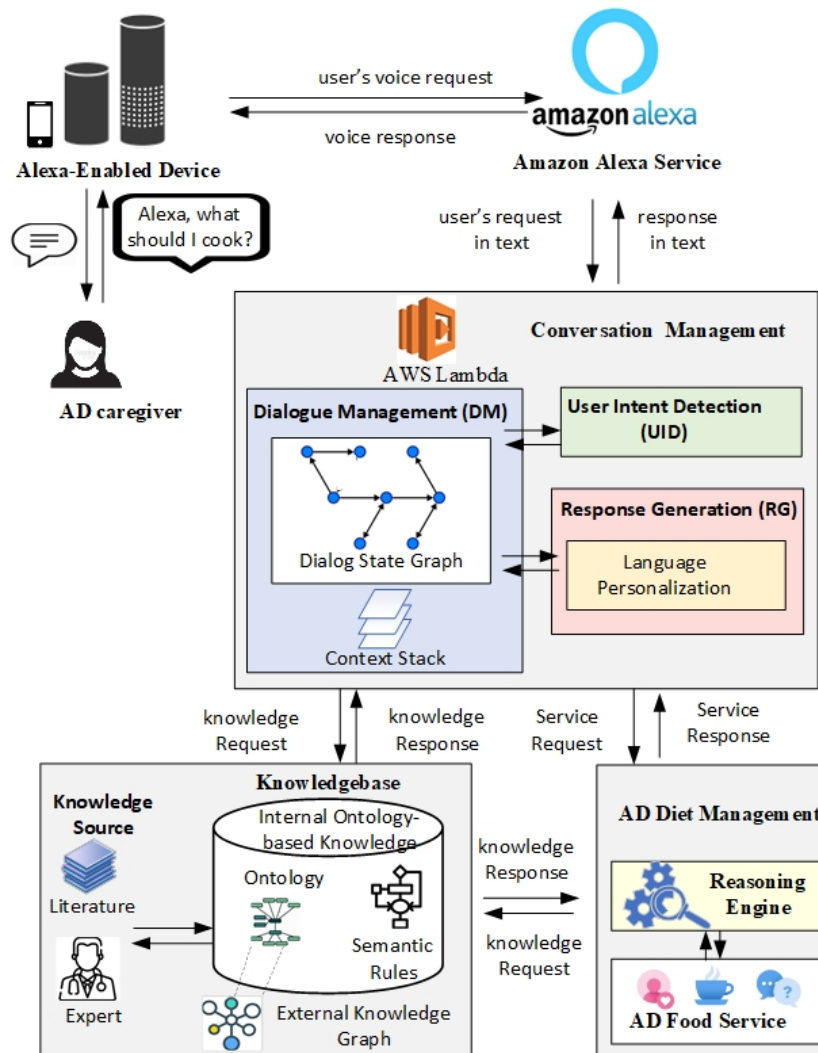 user's voice request
voice response
amazon alexa
Alexa-Enabled Device
Amazon Alexa Service
Alexa, what
should I cook?
user's request
in text
response
in text
AD caregiver
Conversation Management
AWS Lambda
Dialogue Management (DM)
User Intent Detection
(UID)
Dialog State Graph
Response Generation (RG)
Language
Personalization
Context Stack
knowledge
Request
knowledge
Response
Service
Request
Service
Response
Knowledgebase
Knowledge
Source
Internal Ontology-
based Knowledge
Literature
Ontology
Semantic
Rules
Expert
External Knowledge
Graph
knowledge
Response
knowledge
Request
AD Diet Management
Reasoning
Engine
?
AD Food Service